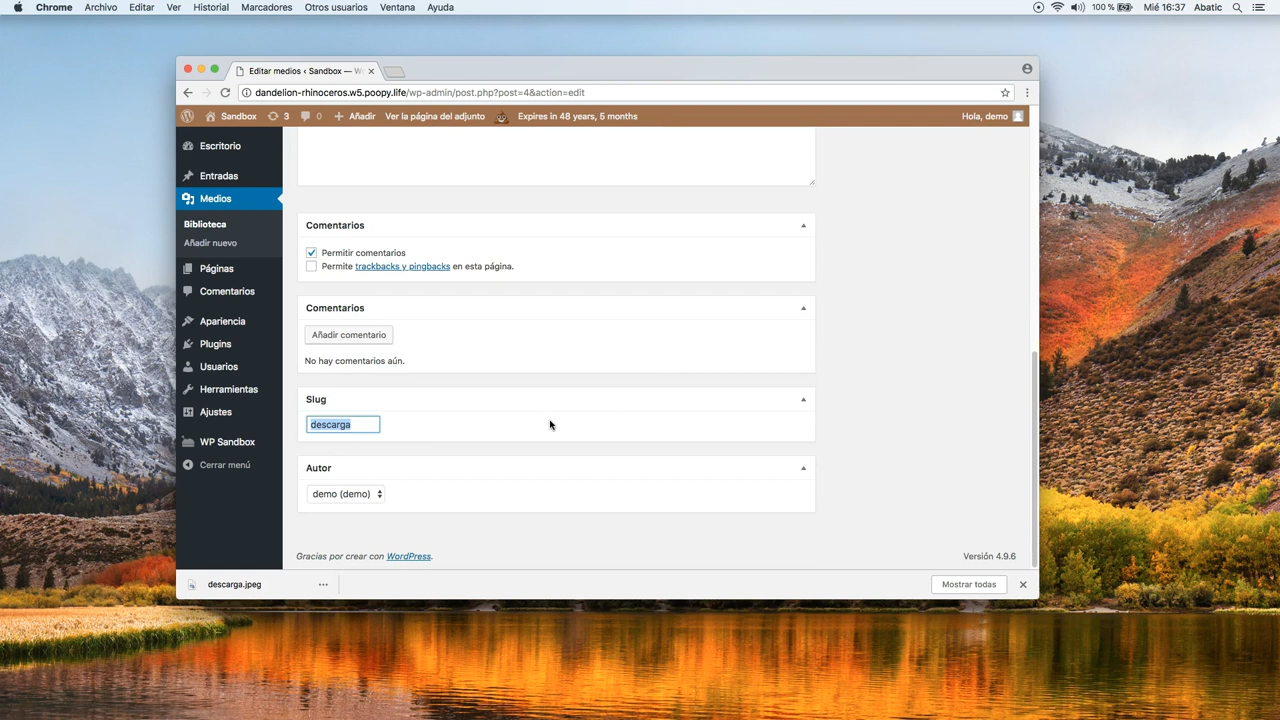 Chrome Archivo Editar Ver Historial Marcadores Otros usuarios Ventana Ayuda 100 % Mié 16:37 Abatic
Editar medios ‹ Sandbox — W
dandelion-rhinoceros.w5.poopy.life/wp-admin/post.php?post=4&action=edit
Sandbox 3 0 Añadir Ver la página del adjunto Expires in 48 years, 5 months Hola, demo
Escritorio
Entradas
Medios
Biblioteca
Añadir nuevo
Páginas
Comentarios
Apariencia
Plugins
Usuarios
Herramientas
Ajustes
WP Sandbox
Cerrar menú
Comentarios
Permitir comentarios
Permite trackbacks y pingbacks en esta página.
Comentarios
Añadir comentario
No hay comentarios aún.
Slug
descarga
Autor
demo (demo)
Gracias por crear con WordPress. Versión 4.9.6
descarga.jpeg Mostrar todas